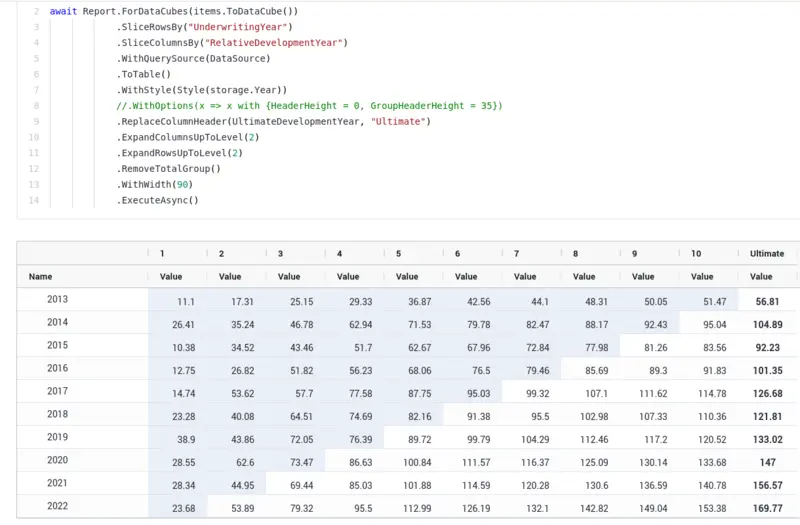 2 await Report.ForDataCubes(items.ToDataCube())
3 .SliceRowsBy("UnderwritingYear")
4 .SliceColumnsBy("RelativeDevelopmentYear")
5 .WithQuerySource(DataSource)
6 .ToTable()
7 .WithStyle(Style(storage.Year))
8 //.WithOptions(x => x with {HeaderHeight = 0, GroupHeaderHeight = 35})
9 .ReplaceColumnHeader(UltimateDevelopmentYear, "Ultimate")
10 .ExpandColumnsUpToLevel(2)
11 .ExpandRowsUpToLevel(2)
12 .RemoveTotalGroup()
13 .WithWidth(90)
14 .ExecuteAsync()
1 2 3 4 5 6 7 8 9 10 Ultimate
Name Value Value Value Value Value Value Value Value Value Value Value
2013 11.1 17.31 25.15 29.33 36.87 42.56 44.1 48.31 50.05 51.47 56.81
2014 26.41 35.24 46.78 62.94 71.53 79.78 82.47 88.17 92.43 95.04 104.89
2015 10.38 34.52 43.46 51.7 62.67 67.96 72.84 77.98 81.26 83.56 92.23
2016 12.75 26.82 51.82 56.23 68.06 76.5 79.46 85.69 89.3 91.83 101.35
2017 14.74 53.62 57.7 77.58 87.75 95.03 99.32 107.1 111.62 114.78 126.68
2018 23.28 40.08 64.51 74.69 82.16 91.38 95.5 102.98 107.33 110.36 121.81
2019 38.9 43.86 72.05 76.39 89.72 99.79 104.29 112.46 117.2 120.52 133.02
2020 28.55 62.6 73.47 86.63 100.84 111.57 116.37 125.09 130.14 133.68 147
2021 28.34 44.95 69.44 85.03 101.88 114.59 120.28 130.6 136.59 140.78 156.57
2022 23.68 53.89 79.32 95.5 112.99 126.19 132.1 142.82 149.04 153.38 169.77